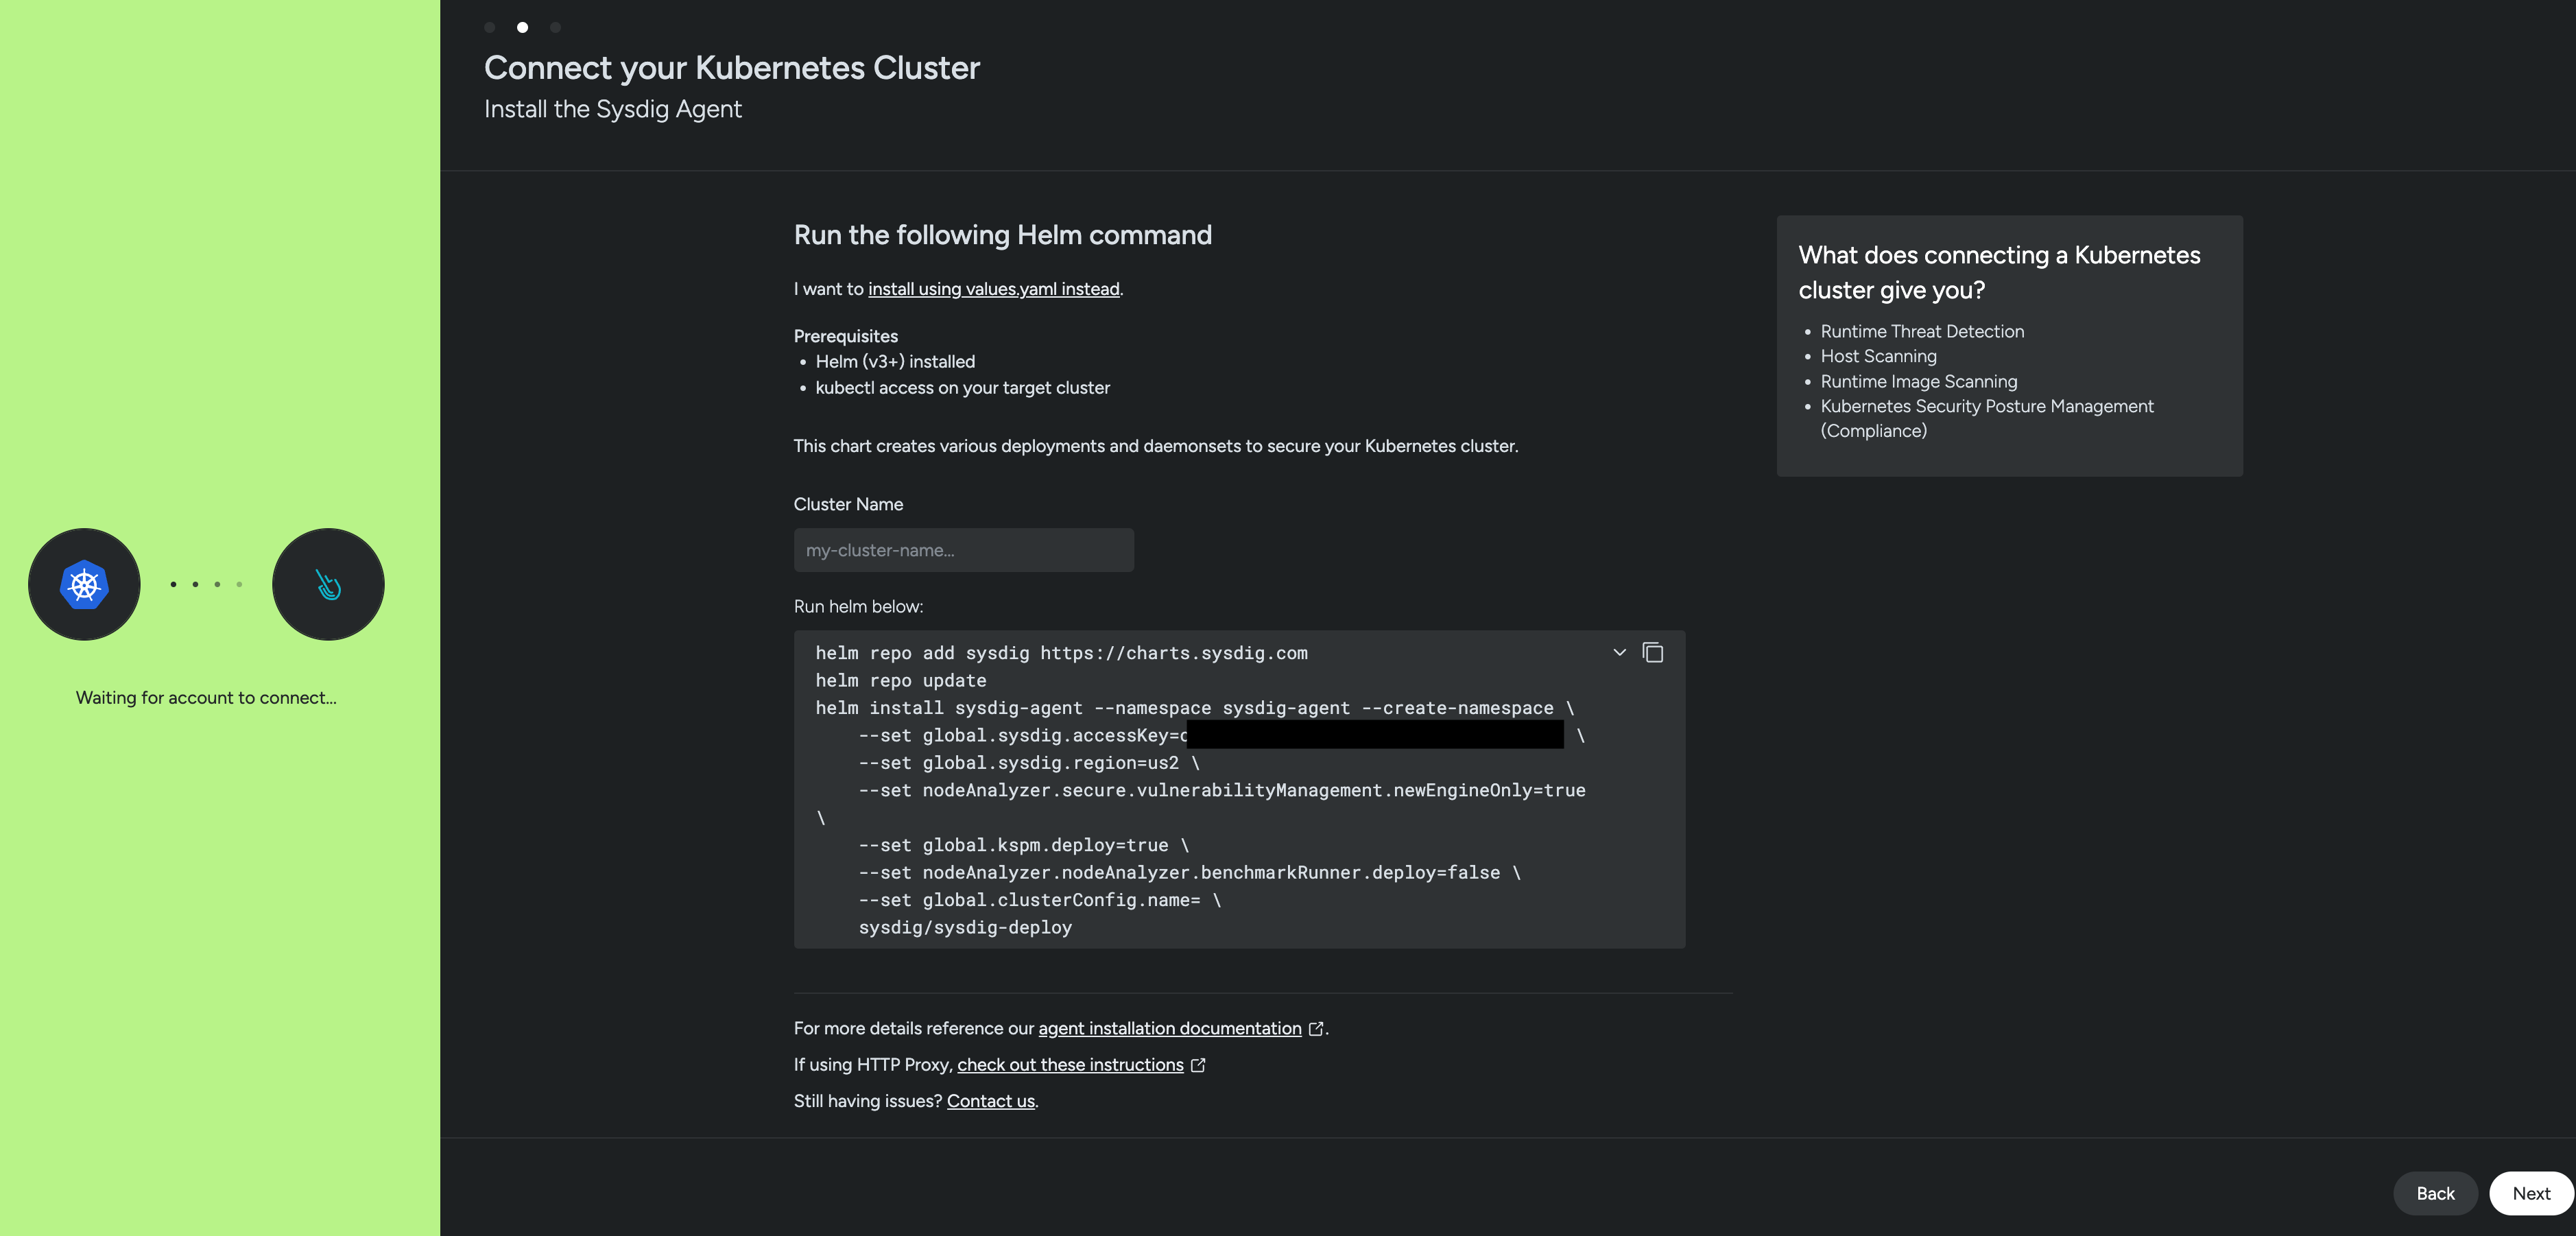 Connect your Kubernetes Cluster
Install the Sysdig Agent
Run the following Helm command
I want to install using values.yaml instead.
Prerequisites
• Helm (v3+) installed
• kubectl access on your target cluster
This chart creates various deployments and daemonsets to secure your Kubernetes cluster.
Cluster Name
my-cluster-name...
Run helm below:
helm repo add sysdig https://charts.sysdig.com
helm repo update
helm install sysdig-agent --namespace sysdig-agent --create-namespace \
--set global.sysdig.accessKey=c \
--set global.sysdig.region=us2 \
--set nodeAnalyzer.secure.vulnerabilityManagement.newEngineOnly=true
\
--set global.kspm.deploy=true \
--set nodeAnalyzer.nodeAnalyzer.benchmarkRunner.deploy=false \
--set global.clusterConfig.name= \
sysdig/sysdig-deploy
For more details reference our agent installation documentation.
If using HTTP Proxy, check out these instructions
Still having issues? Contact us.
What does connecting a Kubernetes
cluster give you?
• Runtime Threat Detection
• Host Scanning
• Runtime Image Scanning
• Kubernetes Security Posture Management
(Compliance)
Waiting for account to connect...
Back
Next